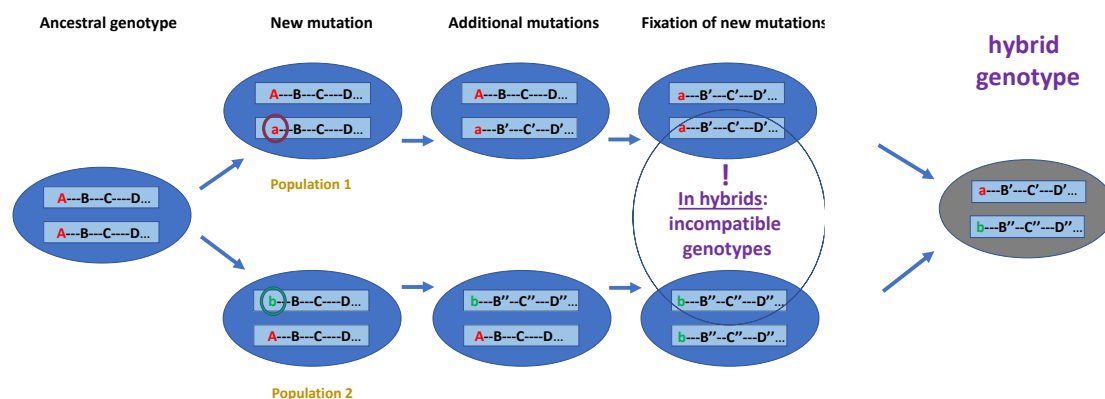 Ancestral genotype
New mutation
Additional mutations
Fixation of new mutations
hybrid
genotype
A---B---C----D...
A---B---C----D...
A---B---C----D...
a---B---C----D...
Population 1
A---B---C----D...
a---B'---C'---D'...
a---B'---C'---D'...
a---B'---C'---D'...
!
In hybrids:
incompatible
genotypes
b---B---C----D...
A---B---C----D...
Population 2
b---B''--C''---D''...
A---B---C----D...
b---B''--C''---D''...
b---B''--C''---D''...
a---B'---C'---D'...
b---B''---C''---D''...